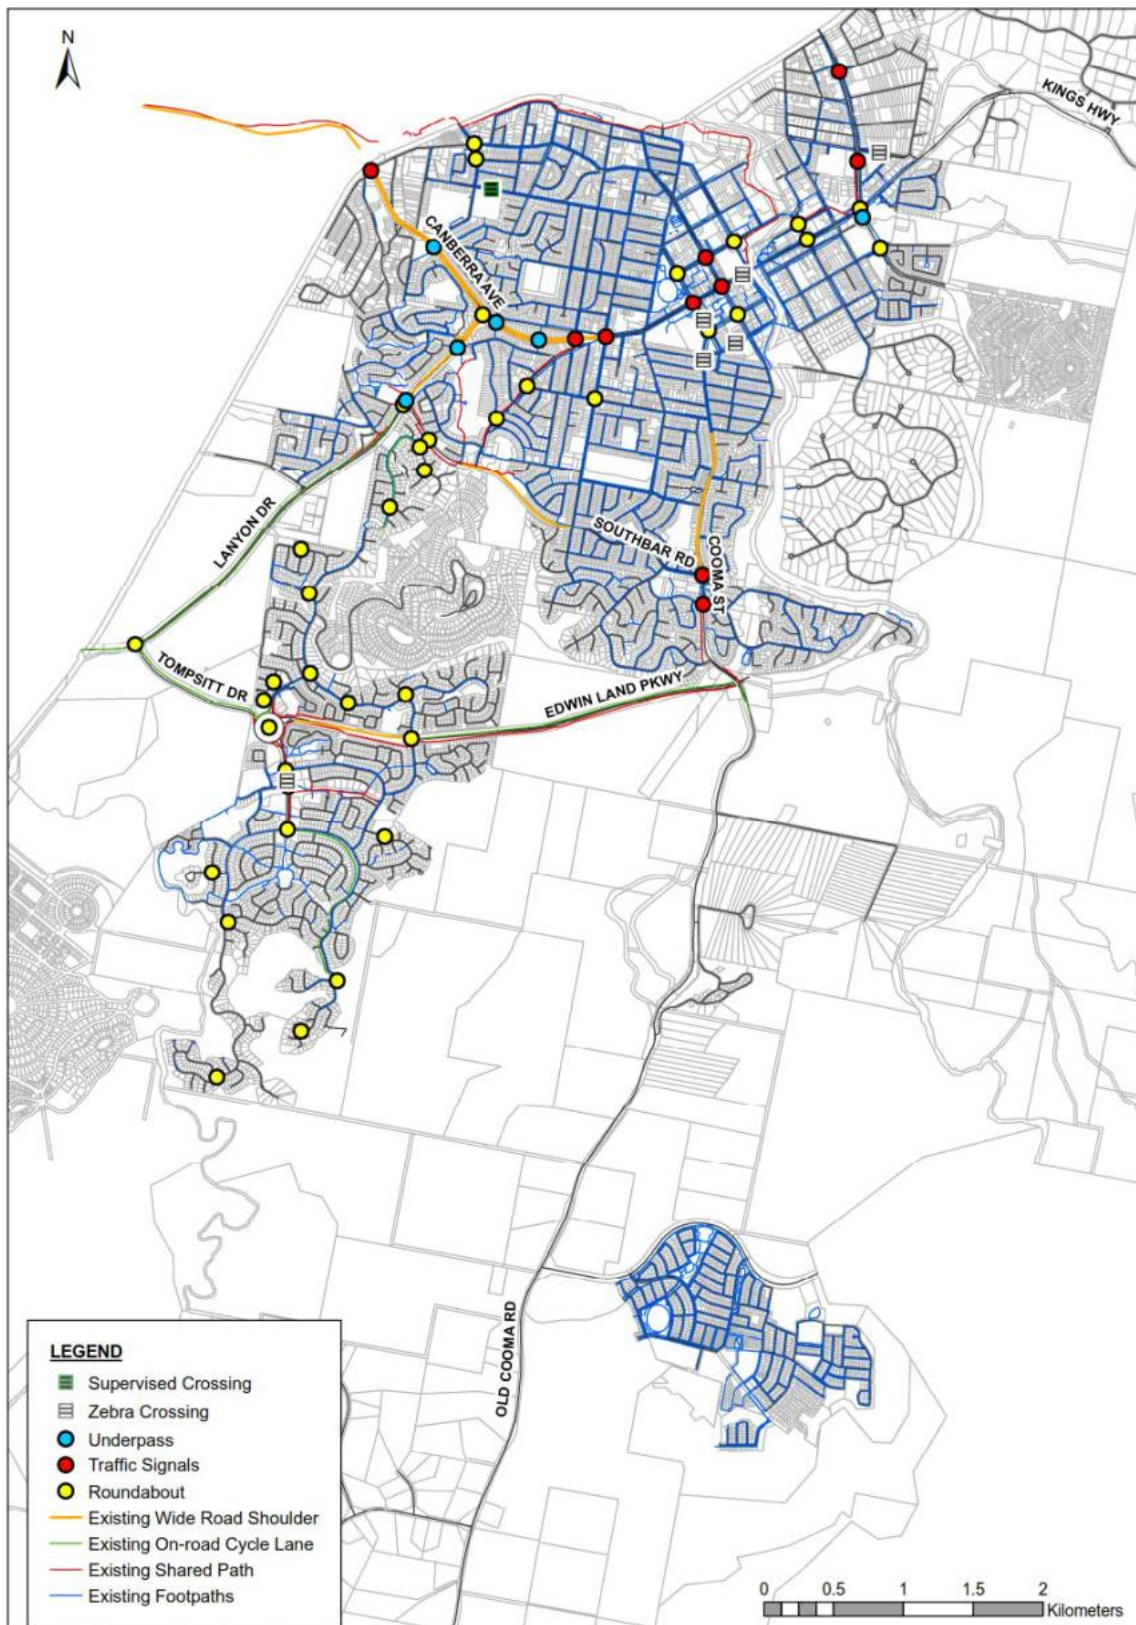 N
KINGS HWY
CANBERRA AVE
LANYON DR
SOUTHBAR RD
COOMA ST
TOMPSITT DR
EDWIN LAND PKWY
OLD COOMA RD
LEGEND
Supervised Crossing
Zebra Crossing
Underpass
Traffic Signals
Roundabout
Existing Wide Road Shoulder
Existing On-road Cycle Lane
Existing Shared Path
Existing Footpaths
0 0.5 1 1.5 2
Kilometers